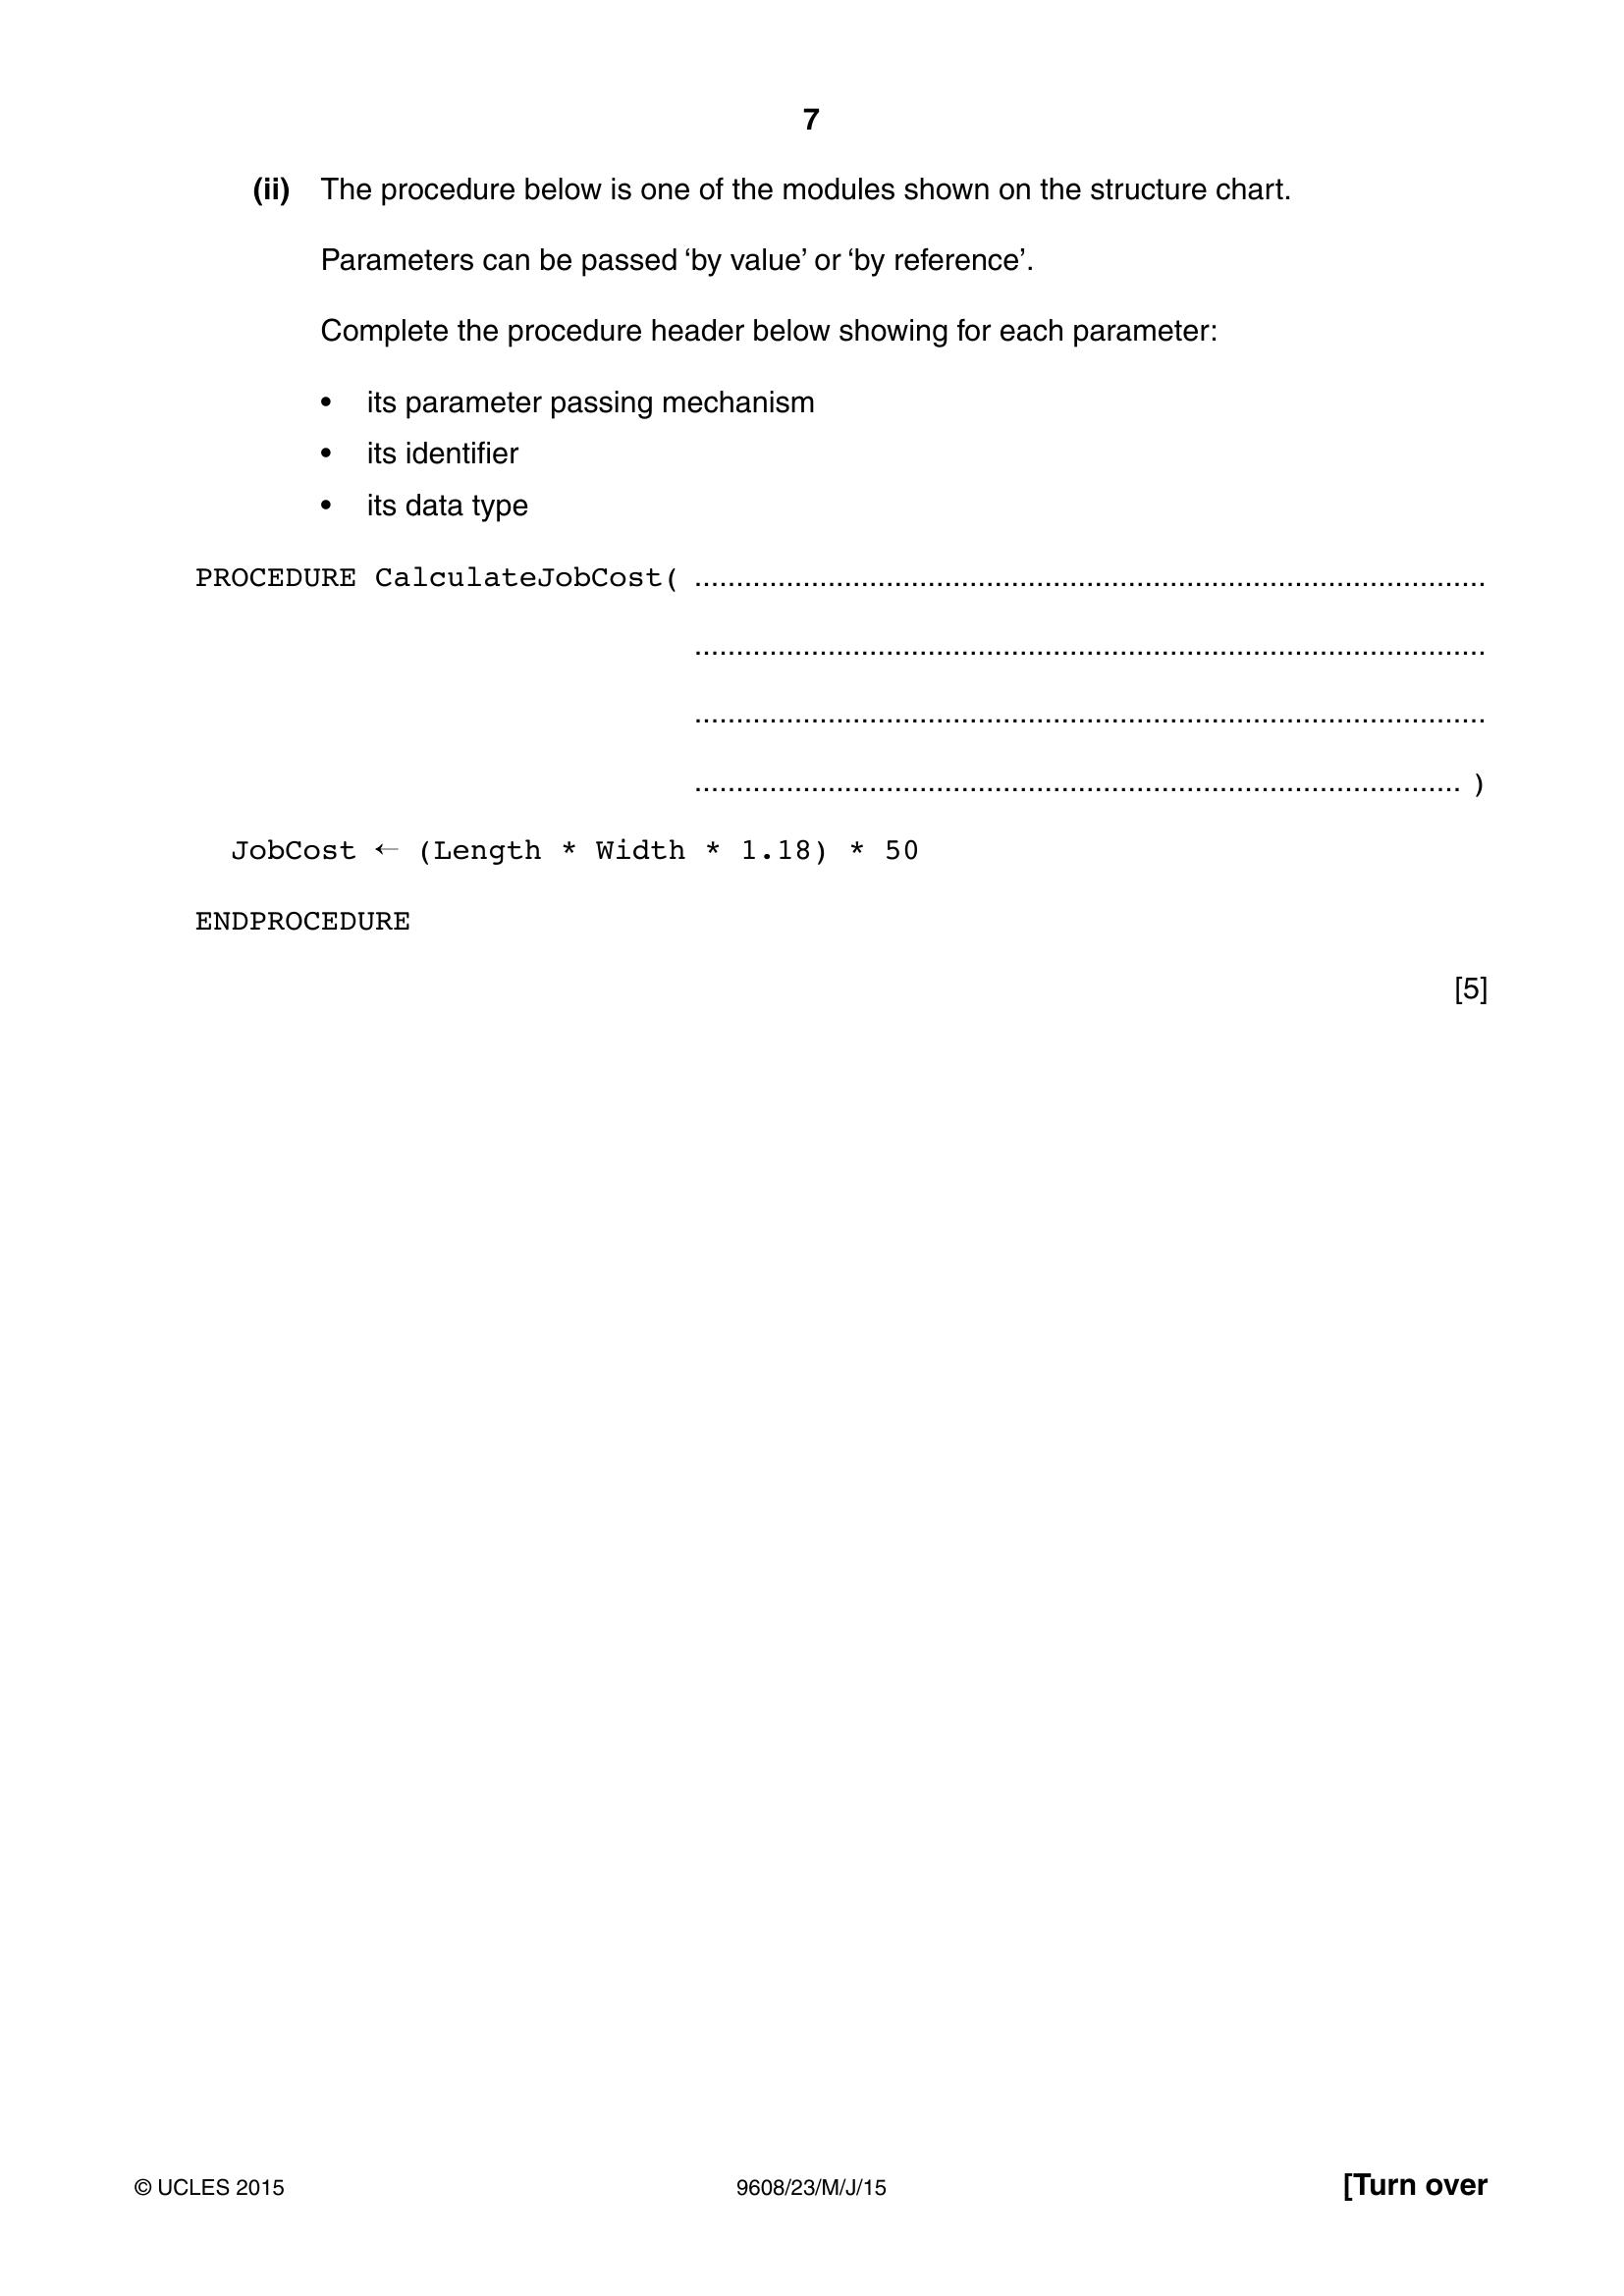 7
(ii) The procedure below is one of the modules shown on the structure chart.
Parameters can be passed ‘by value’ or ‘by reference’.
Complete the procedure header below showing for each parameter:
• its parameter passing mechanism
• its identifier
• its data type
PROCEDURE CalculateJobCost( ...............................................................................................
...............................................................................................
...............................................................................................
............................................................................................ )
JobCost ← (Length * Width * 1.18) * 50
ENDPROCEDURE
[5]
© UCLES 2015 9608/23/M/J/15 [Turn over